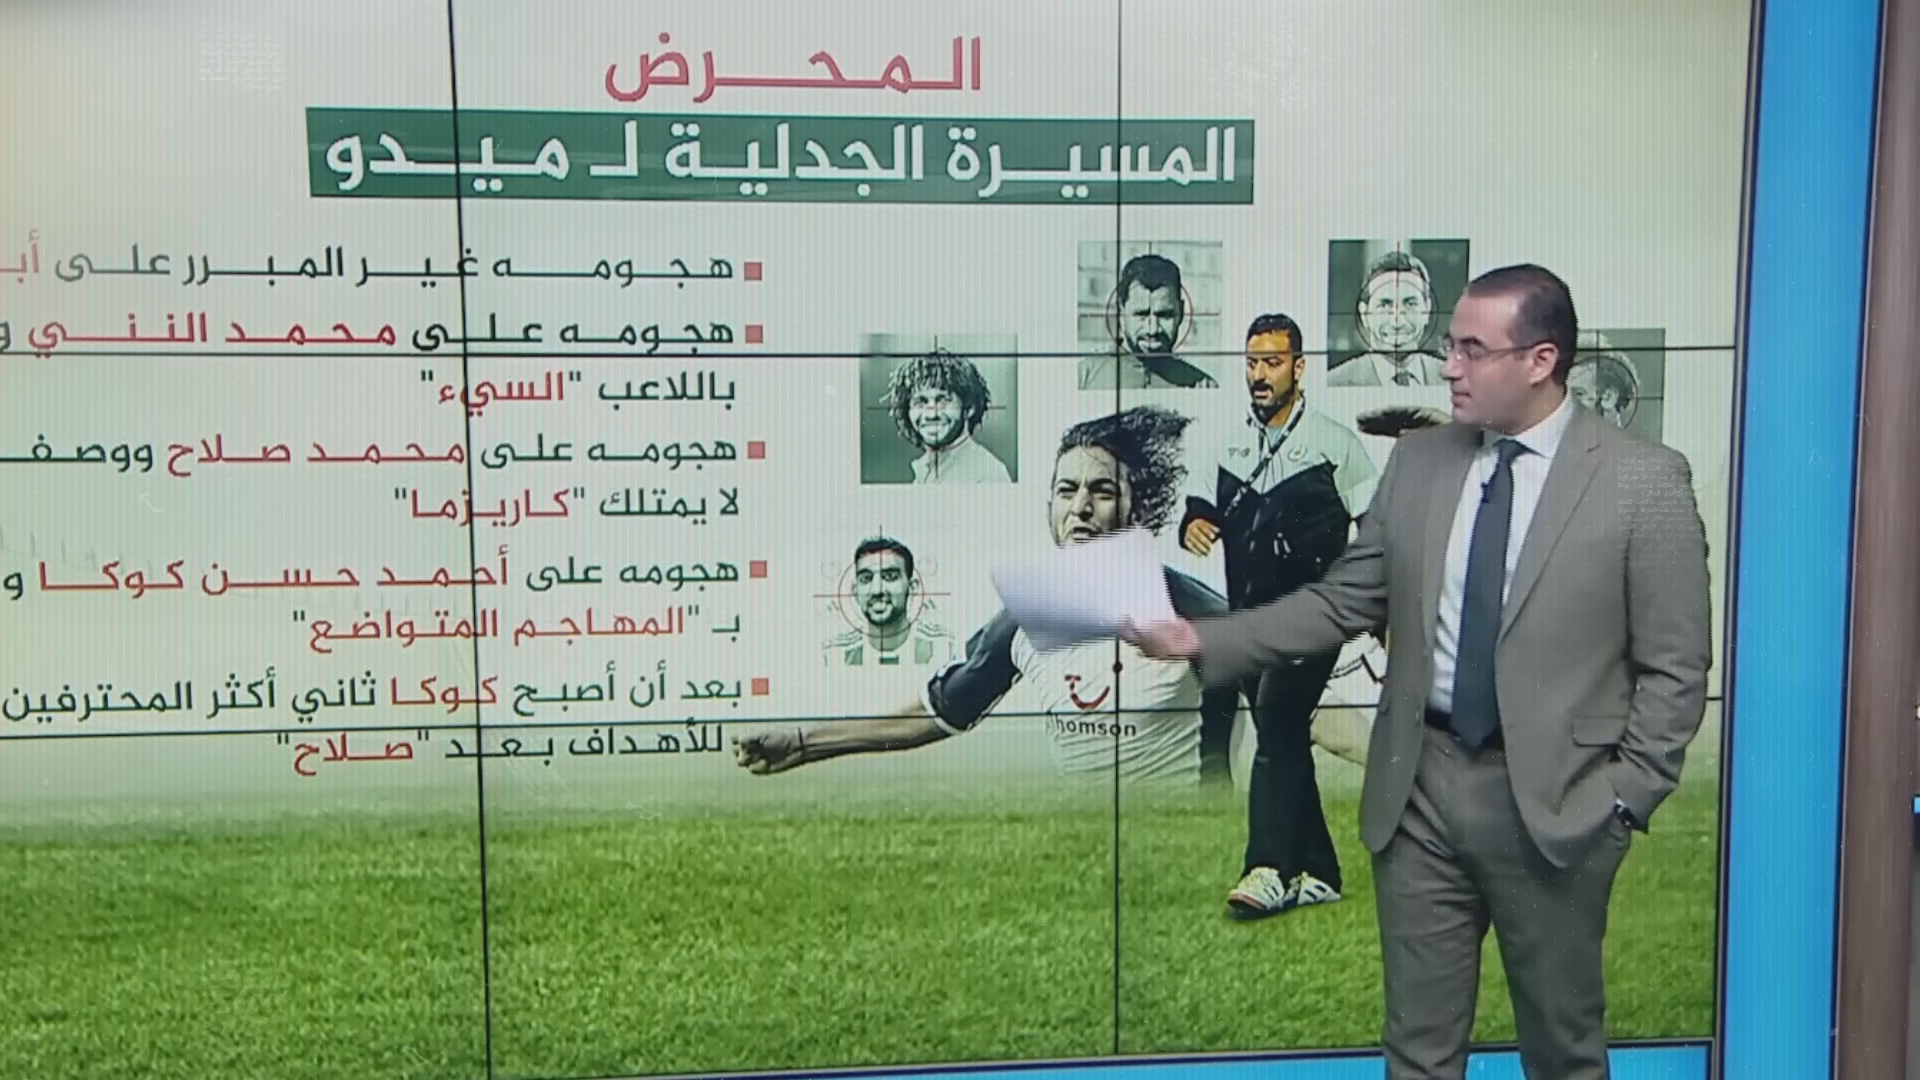 المحرض
المسيرة الجدلية لـ ميدو
هجومه غير المبرر على
هجومه على محمد النني و
باللاعب "السيء"
هجومه على محمد صلاح ووصف
لا يمتلك "كاريزما"
هجومه على أحمد حسن كوكا و
بـ "المهاجم المتواضع"
بعد أن أصبح كوكا ثاني أكثر المحترفين
للأهداف بعد "صلاح"
homson